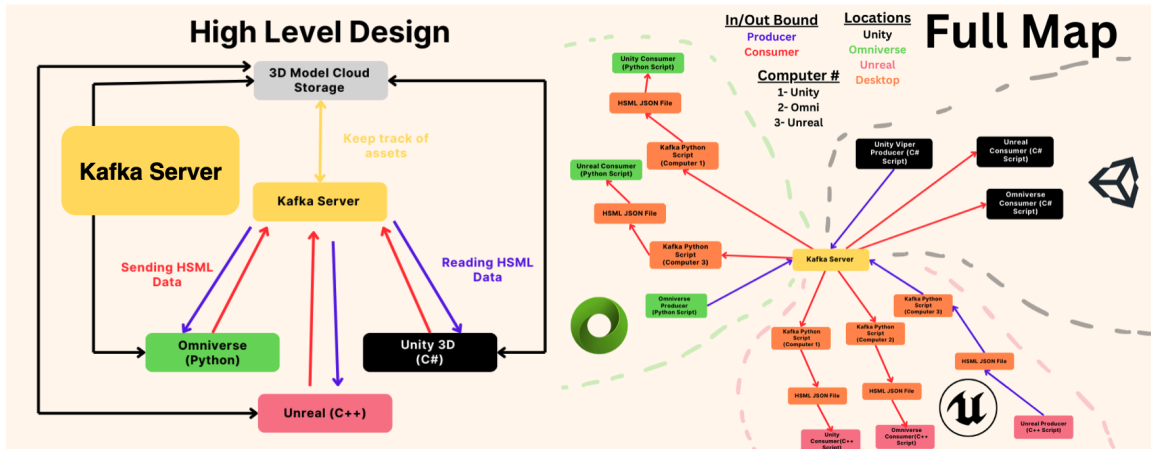 High Level Design
3D Model Cloud
Storage
Kafka Server
Keep track of
assets
Kafka Server
Sending HSML
Data
Reading HSML
Data
Omniverse
(Python)
Unity 3D
(C#)
Unreal (C++)
Full Map
In/Out Bound
Producer
Consumer
Locations
Unity
Omniverse
Unreal
Desktop
Computer #
1- Unity
2- Omni
3- Unreal
Unity Consumer
(Python Script)
HSML JSON File
Kafka Python
Script
(Computer 1)
Unreal Consumer
(Python Script)
HSML JSON File
Kafka Python
Script
(Computer 3)
Omniverse
Producer
(Python Script)
Unity Viper
Producer (C#
Script)
Unreal
Consumer (C#
Script)
Omniverse
Consumer (C#
Script)
Kafka Server
Kafka Python
Script
(Computer 1)
HSML JSON File
Unity
Consumer(C++
Script)
Kafka Python
Script
(Computer 2)
HSML JSON File
Omniverse
Consumer(C++
Script)
Kafka Python
Script
(Computer 3)
HSML JSON File
Unreal Producer
(C++ Script)